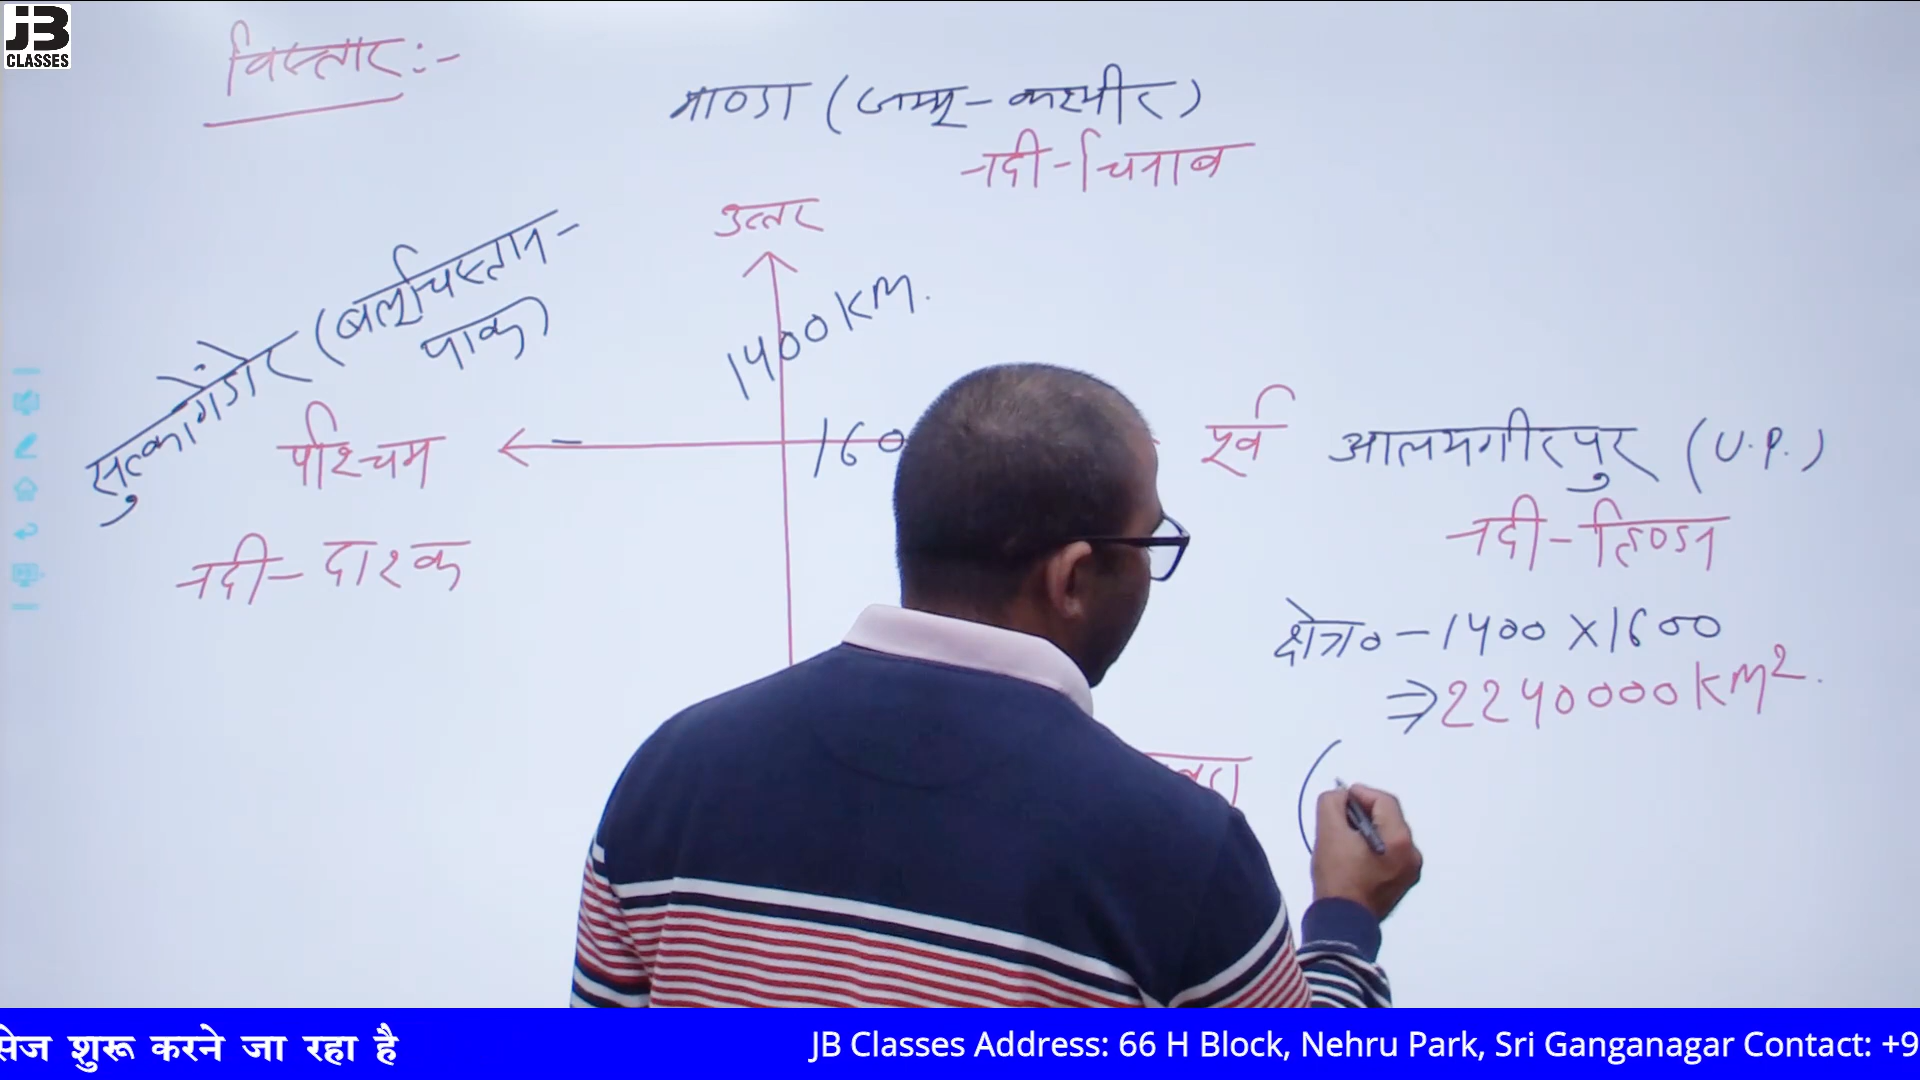 JB
CLASSES
विस्तार:-
माण्डा (जम्मू-कश्मीर)
नदी-चिनाब
उत्तर
1400 KM.
सुत्कागेंडोर (बलूचिस्तान-
पाक)
पश्चिम
160
पूर्व
आलमगीरपुर (U.P.)
नदी- दाश्क
नदी-हिण्डन
क्षेत्र० - 1400 X 1600
⇒ 2240000 KM².
(
सेज शुरू करने जा रहा है
JB Classes Address: 66 H Block, Nehru Park, Sri Ganganagar Contact: +9